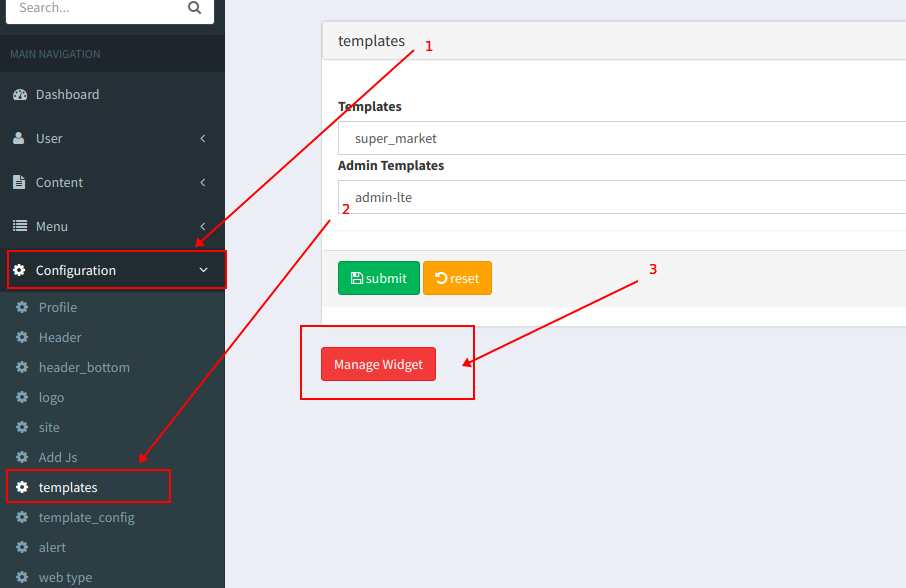 Search...
MAIN NAVIGATION
Dashboard
User
Content
Menu
Configuration
Profile
Header
header_bottom
logo
site
Add Js
templates
template_config
alert
web type
templates
1
Templates
super_market
Admin Templates
admin-lte
2
submit reset
3
Manage Widget